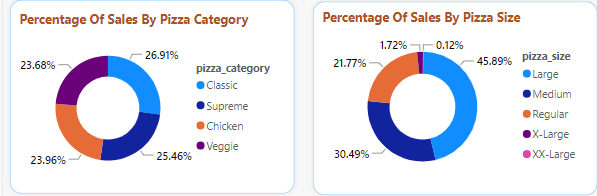 Percentage Of Sales By Pizza Category
26.91%
23.68%
23.96%
25.46%
pizza_category
Classic
Supreme
Chicken
Veggie
Percentage Of Sales By Pizza Size
1.72%
0.12%
21.77%
45.89%
30.49%
pizza_size
Large
Medium
Regular
X-Large
XX-Large